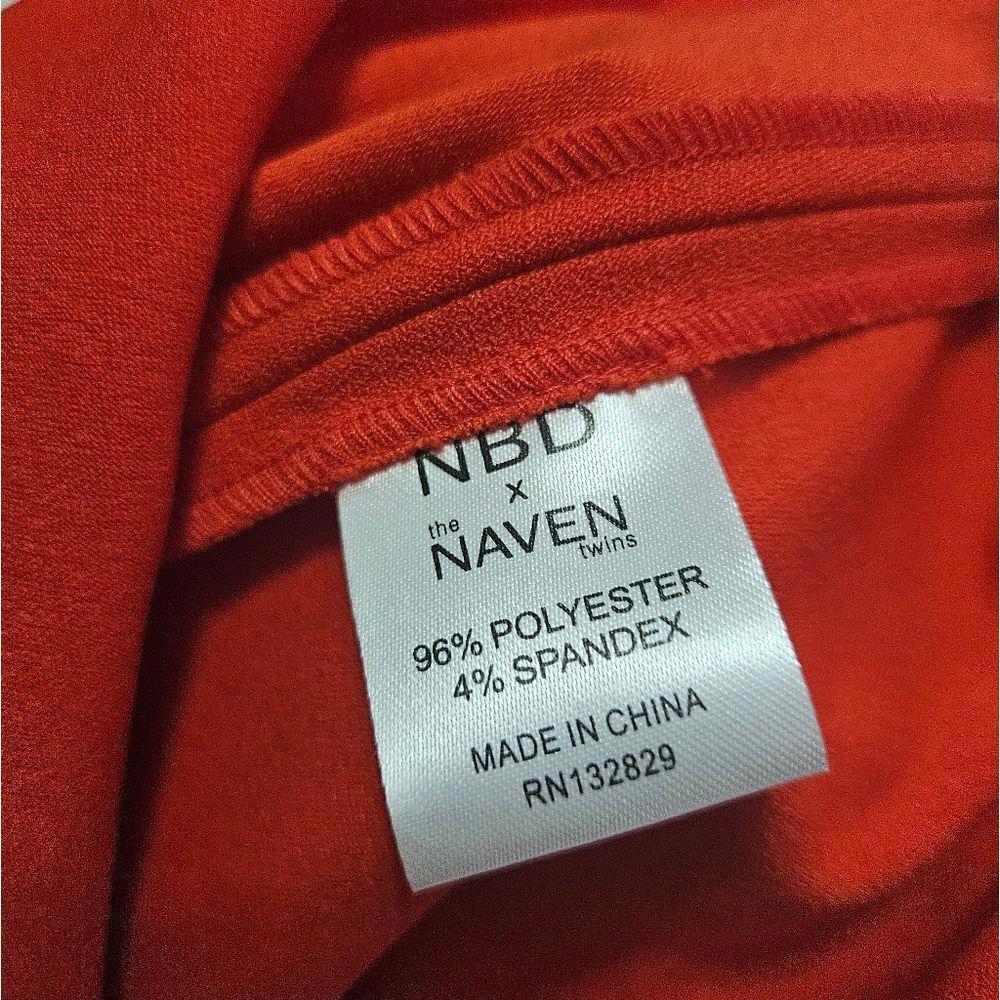 NBD
x
the
NAVEN
twins
96% POLYESTER
4% SPANDEX
MADE IN CHINA
RN132829